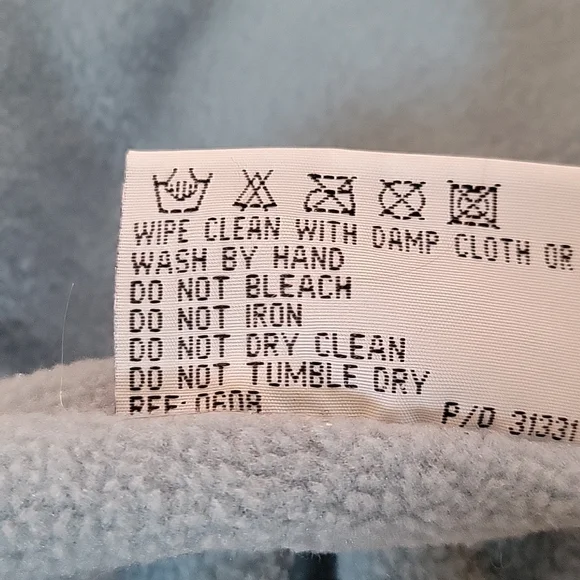 WIPE CLEAN WITH DAMP CLOTH OR
WASH BY HAND
DO NOT BLEACH
DO NOT IRON
DO NOT DRY CLEAN
DO NOT TUMBLE DRY
REF: 0608
P/O 31331